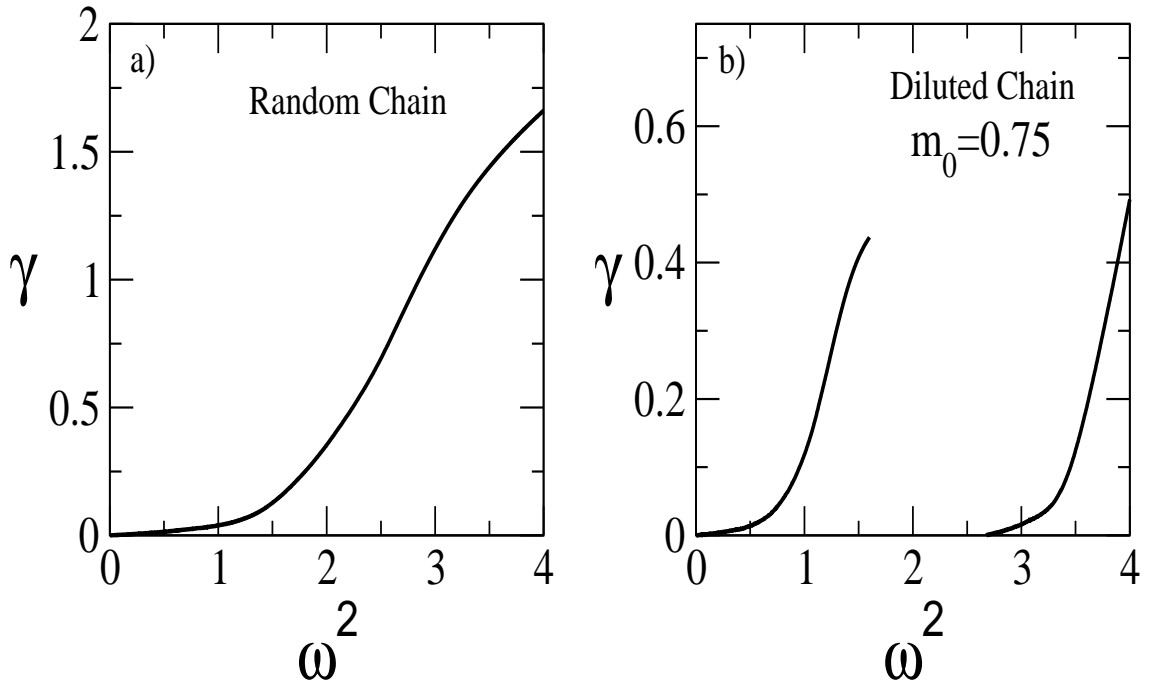 a)
Random Chain
2
1.5
1
0.5
0
γ
0 1 2 3 4
ω²
b)
Diluted Chain
m₀=0.75
0.6
0.4
0.2
0
γ
0 1 2 3 4
ω²